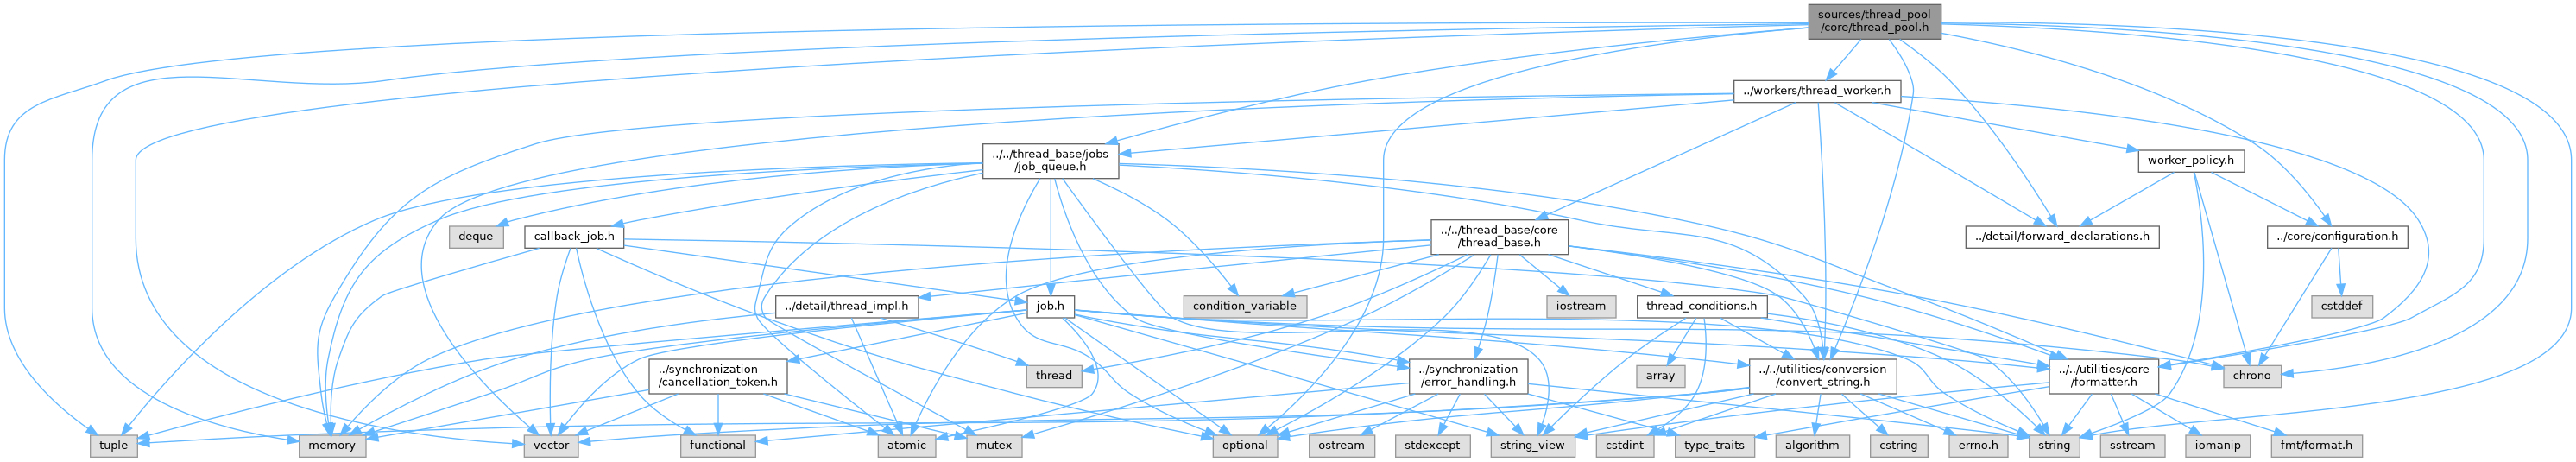 sources/thread_pool
/core/thread_pool.h
../workers/thread_worker.h
../../thread_base/jobs
/job_queue.h
worker_policy.h
deque
callback_job.h
../../thread_base/core
/thread_base.h
../detail/forward_declarations.h
../core/configuration.h
../detail/thread_impl.h
job.h
condition_variable
iostream
thread_conditions.h
cstddef
../synchronization
/cancellation_token.h
thread
../synchronization
/error_handling.h
array
../../utilities/conversion
/convert_string.h
../../utilities/core
/formatter.h
chrono
tuple
memory
vector
functional
atomic
mutex
optional
ostream
stdexcept
string_view
cstdint
type_traits
algorithm
cstring
errno.h
string
sstream
iomanip
fmt/format.h